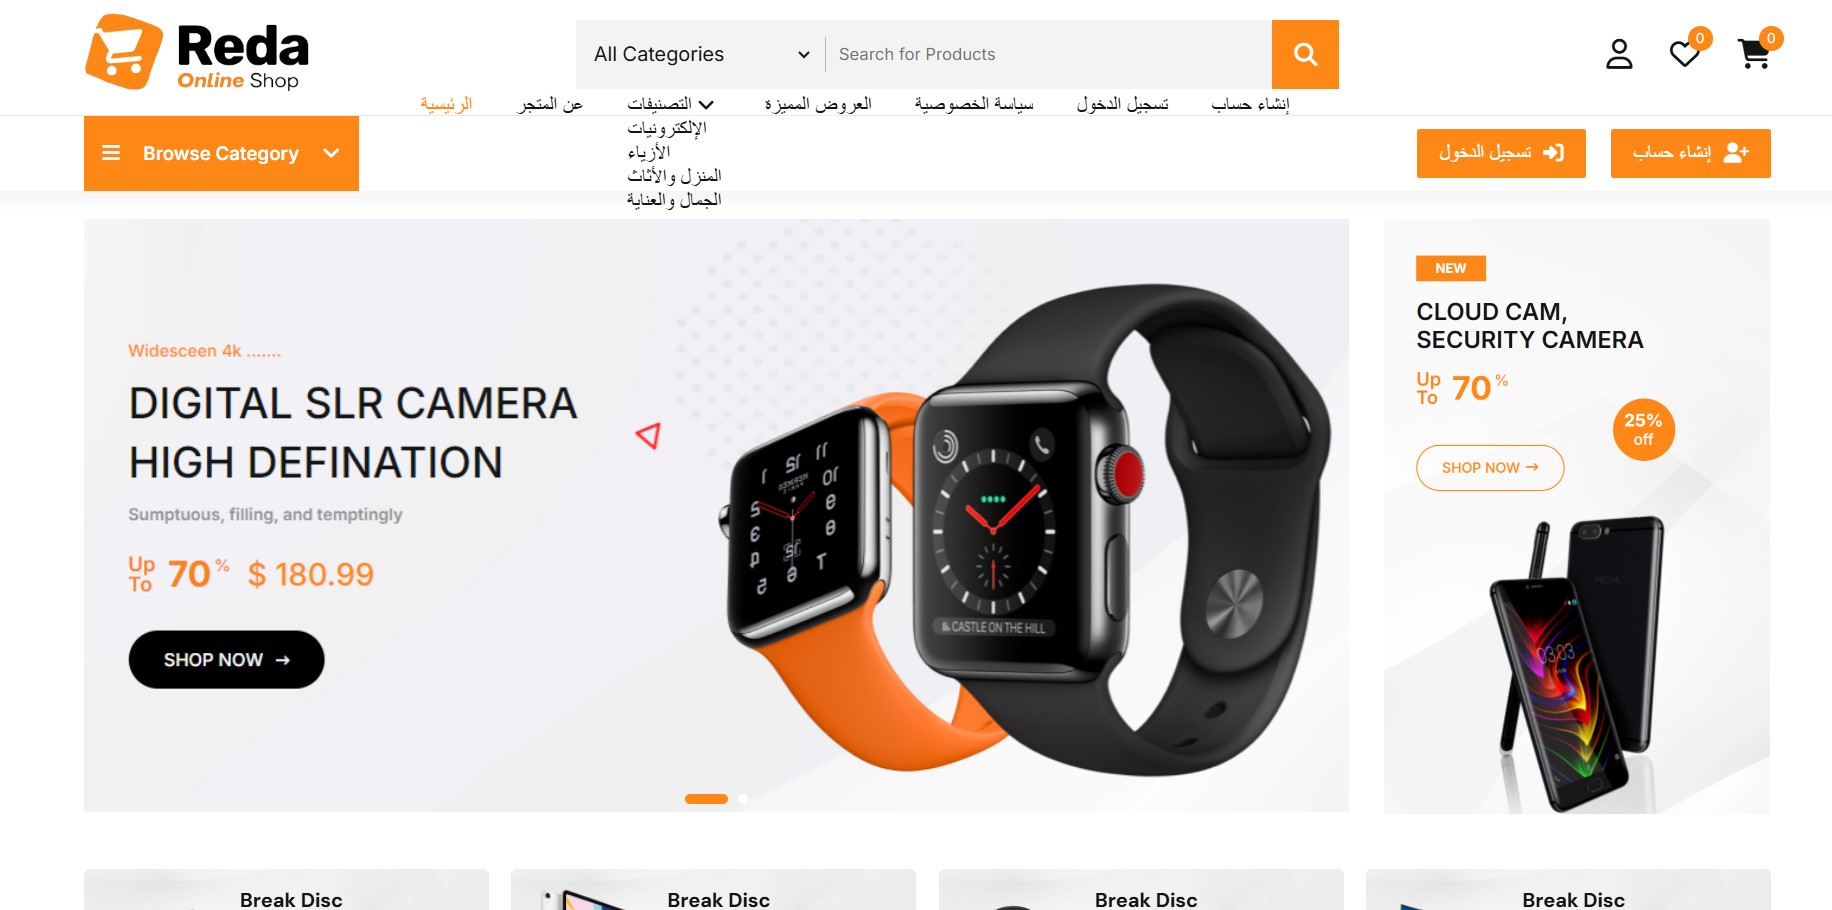 Reda
Online Shop
All Categories
Search for Products
0
0
الرئيسية
عن المتجر
التصنيفات
العروض المميزة
سياسة الخصوصية
تسجيل الدخول
إنشاء حساب
الإلكترونيات
الأزياء
المنزل والأثاث
الجمال والعناية
Browse Category
تسجيل الدخول
إنشاء حساب
Widesceen 4k .......
DIGITAL SLR CAMERA
HIGH DEFINATION
Sumptuous, filling, and temptingly
Up To 70% $ 180.99
SHOP NOW →
CASTLE ON THE HILL
NEW
CLOUD CAM,
SECURITY CAMERA
Up To 70%
25%
off
SHOP NOW →
03:03
Break Disc
Break Disc
Break Disc
Break Disc